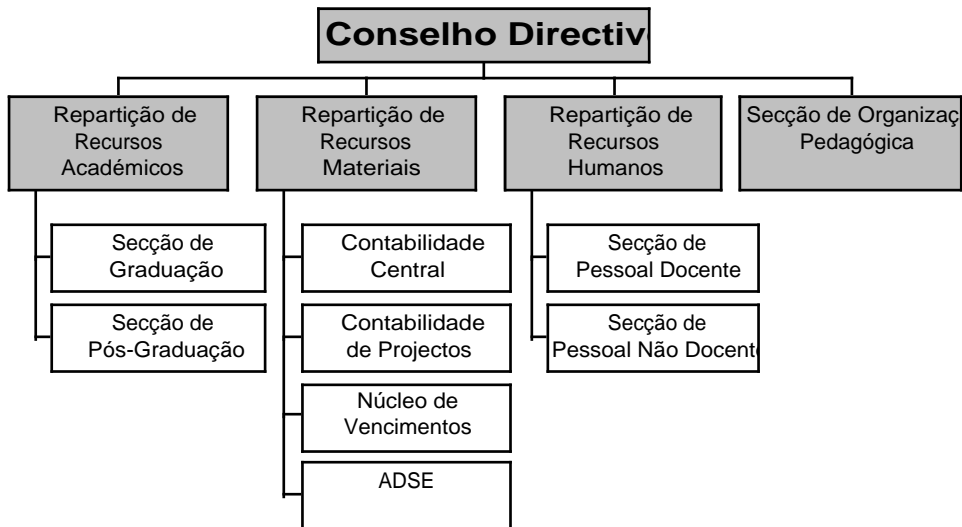 Conselho Directiv
Repartição de
Recursos
Académicos
Repartição de
Recursos
Materiais
Repartição de
Recursos
Humanos
Secção de Organizaç
Pedagógica
Secção de
Graduação
Secção de
Pós-Graduação
Contabilidade
Central
Contabilidade
de Projectos
Núcleo de
Vencimentos
ADSE
Secção de
Pessoal Docente
Secção de
Pessoal Não Docent